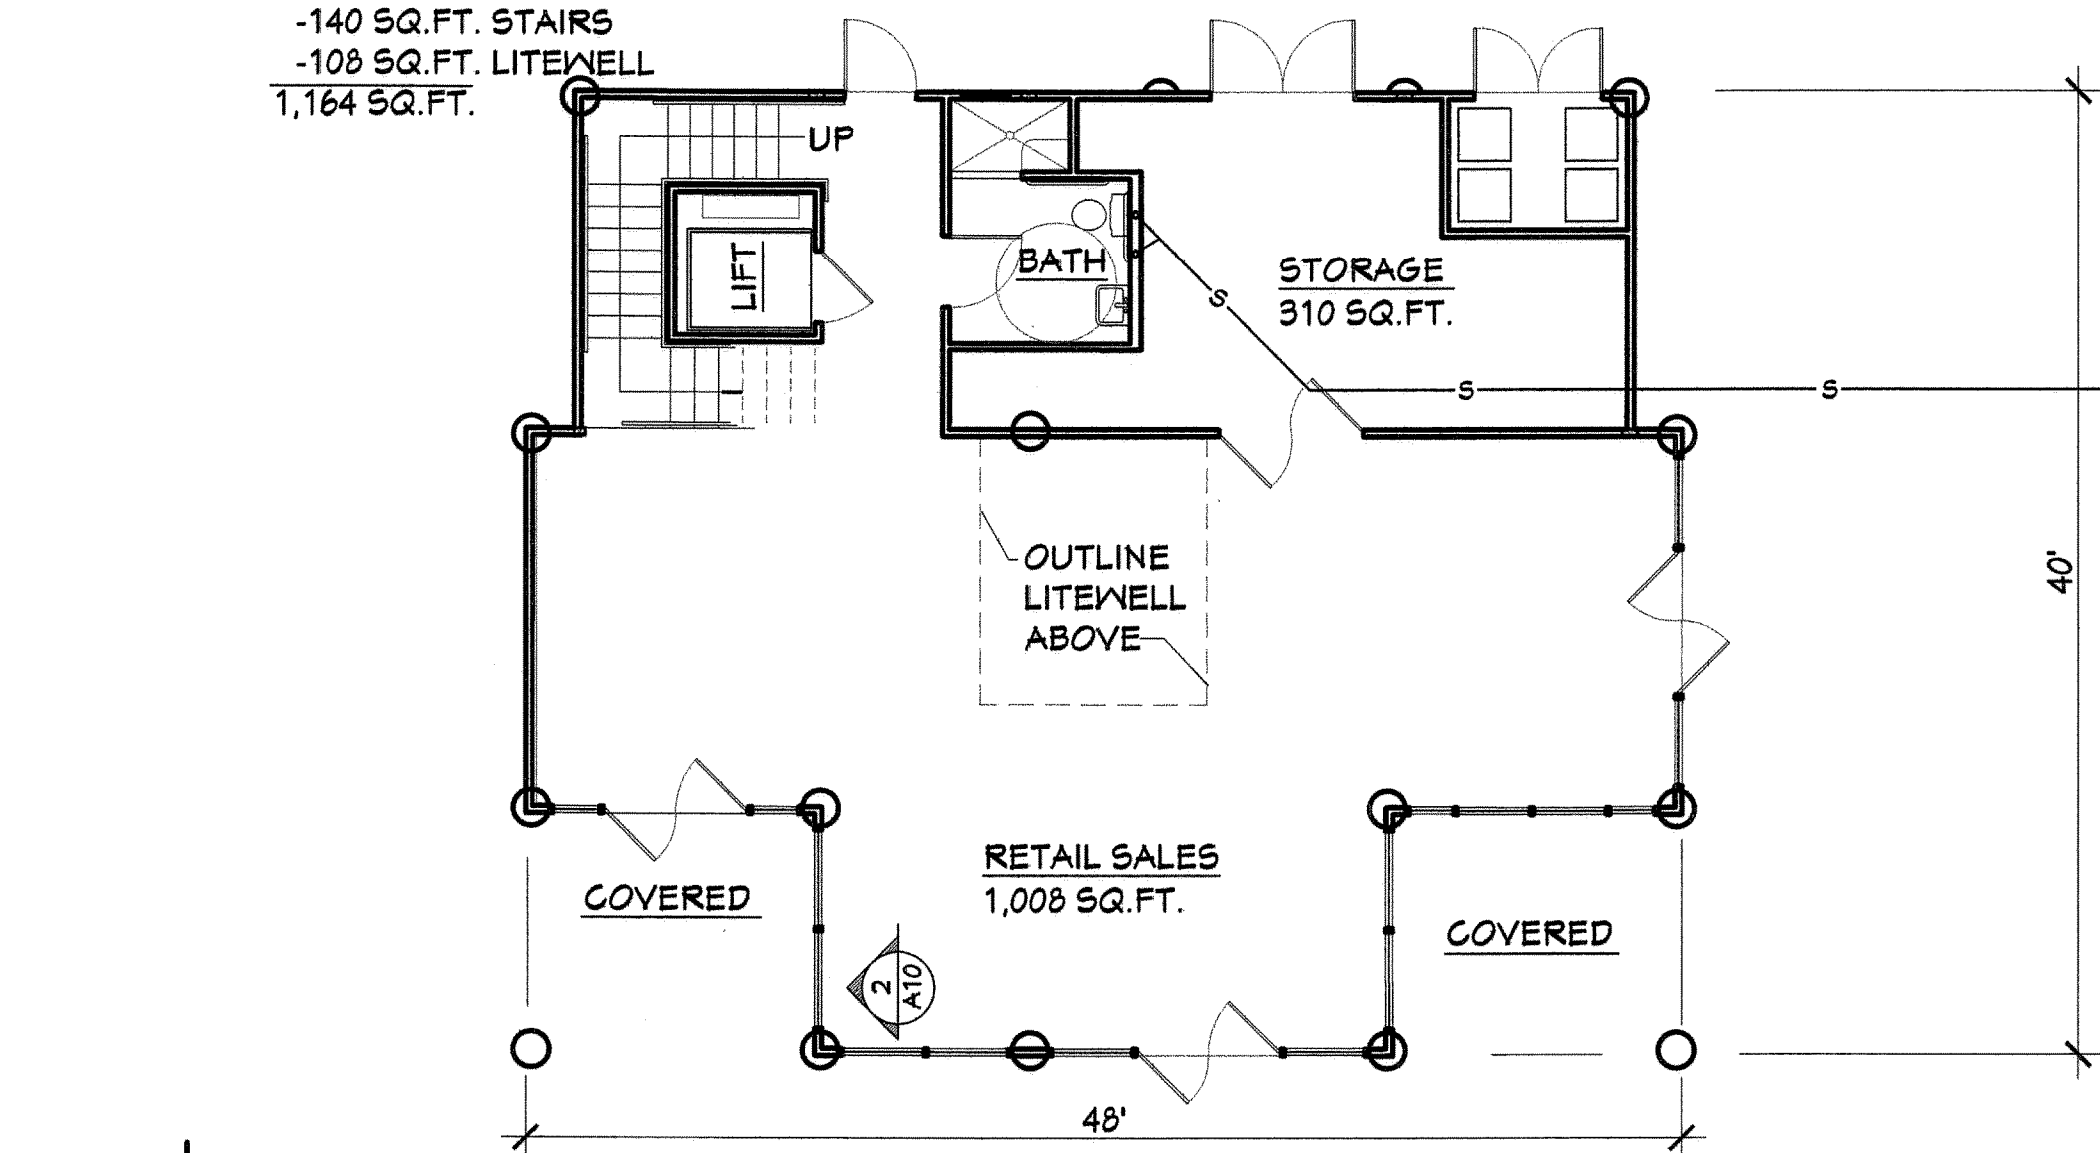 -140 SQ.FT. STAIRS
-108 SQ.FT. LITEWELL
1,164 SQ.FT.
UP
LIFT
BATH
STORAGE
310 SQ.FT.
S
S
S
OUTLINE
LITEWELL
ABOVE
40'
RETAIL SALES
1,008 SQ.FT.
COVERED
COVERED
2
A10
48'